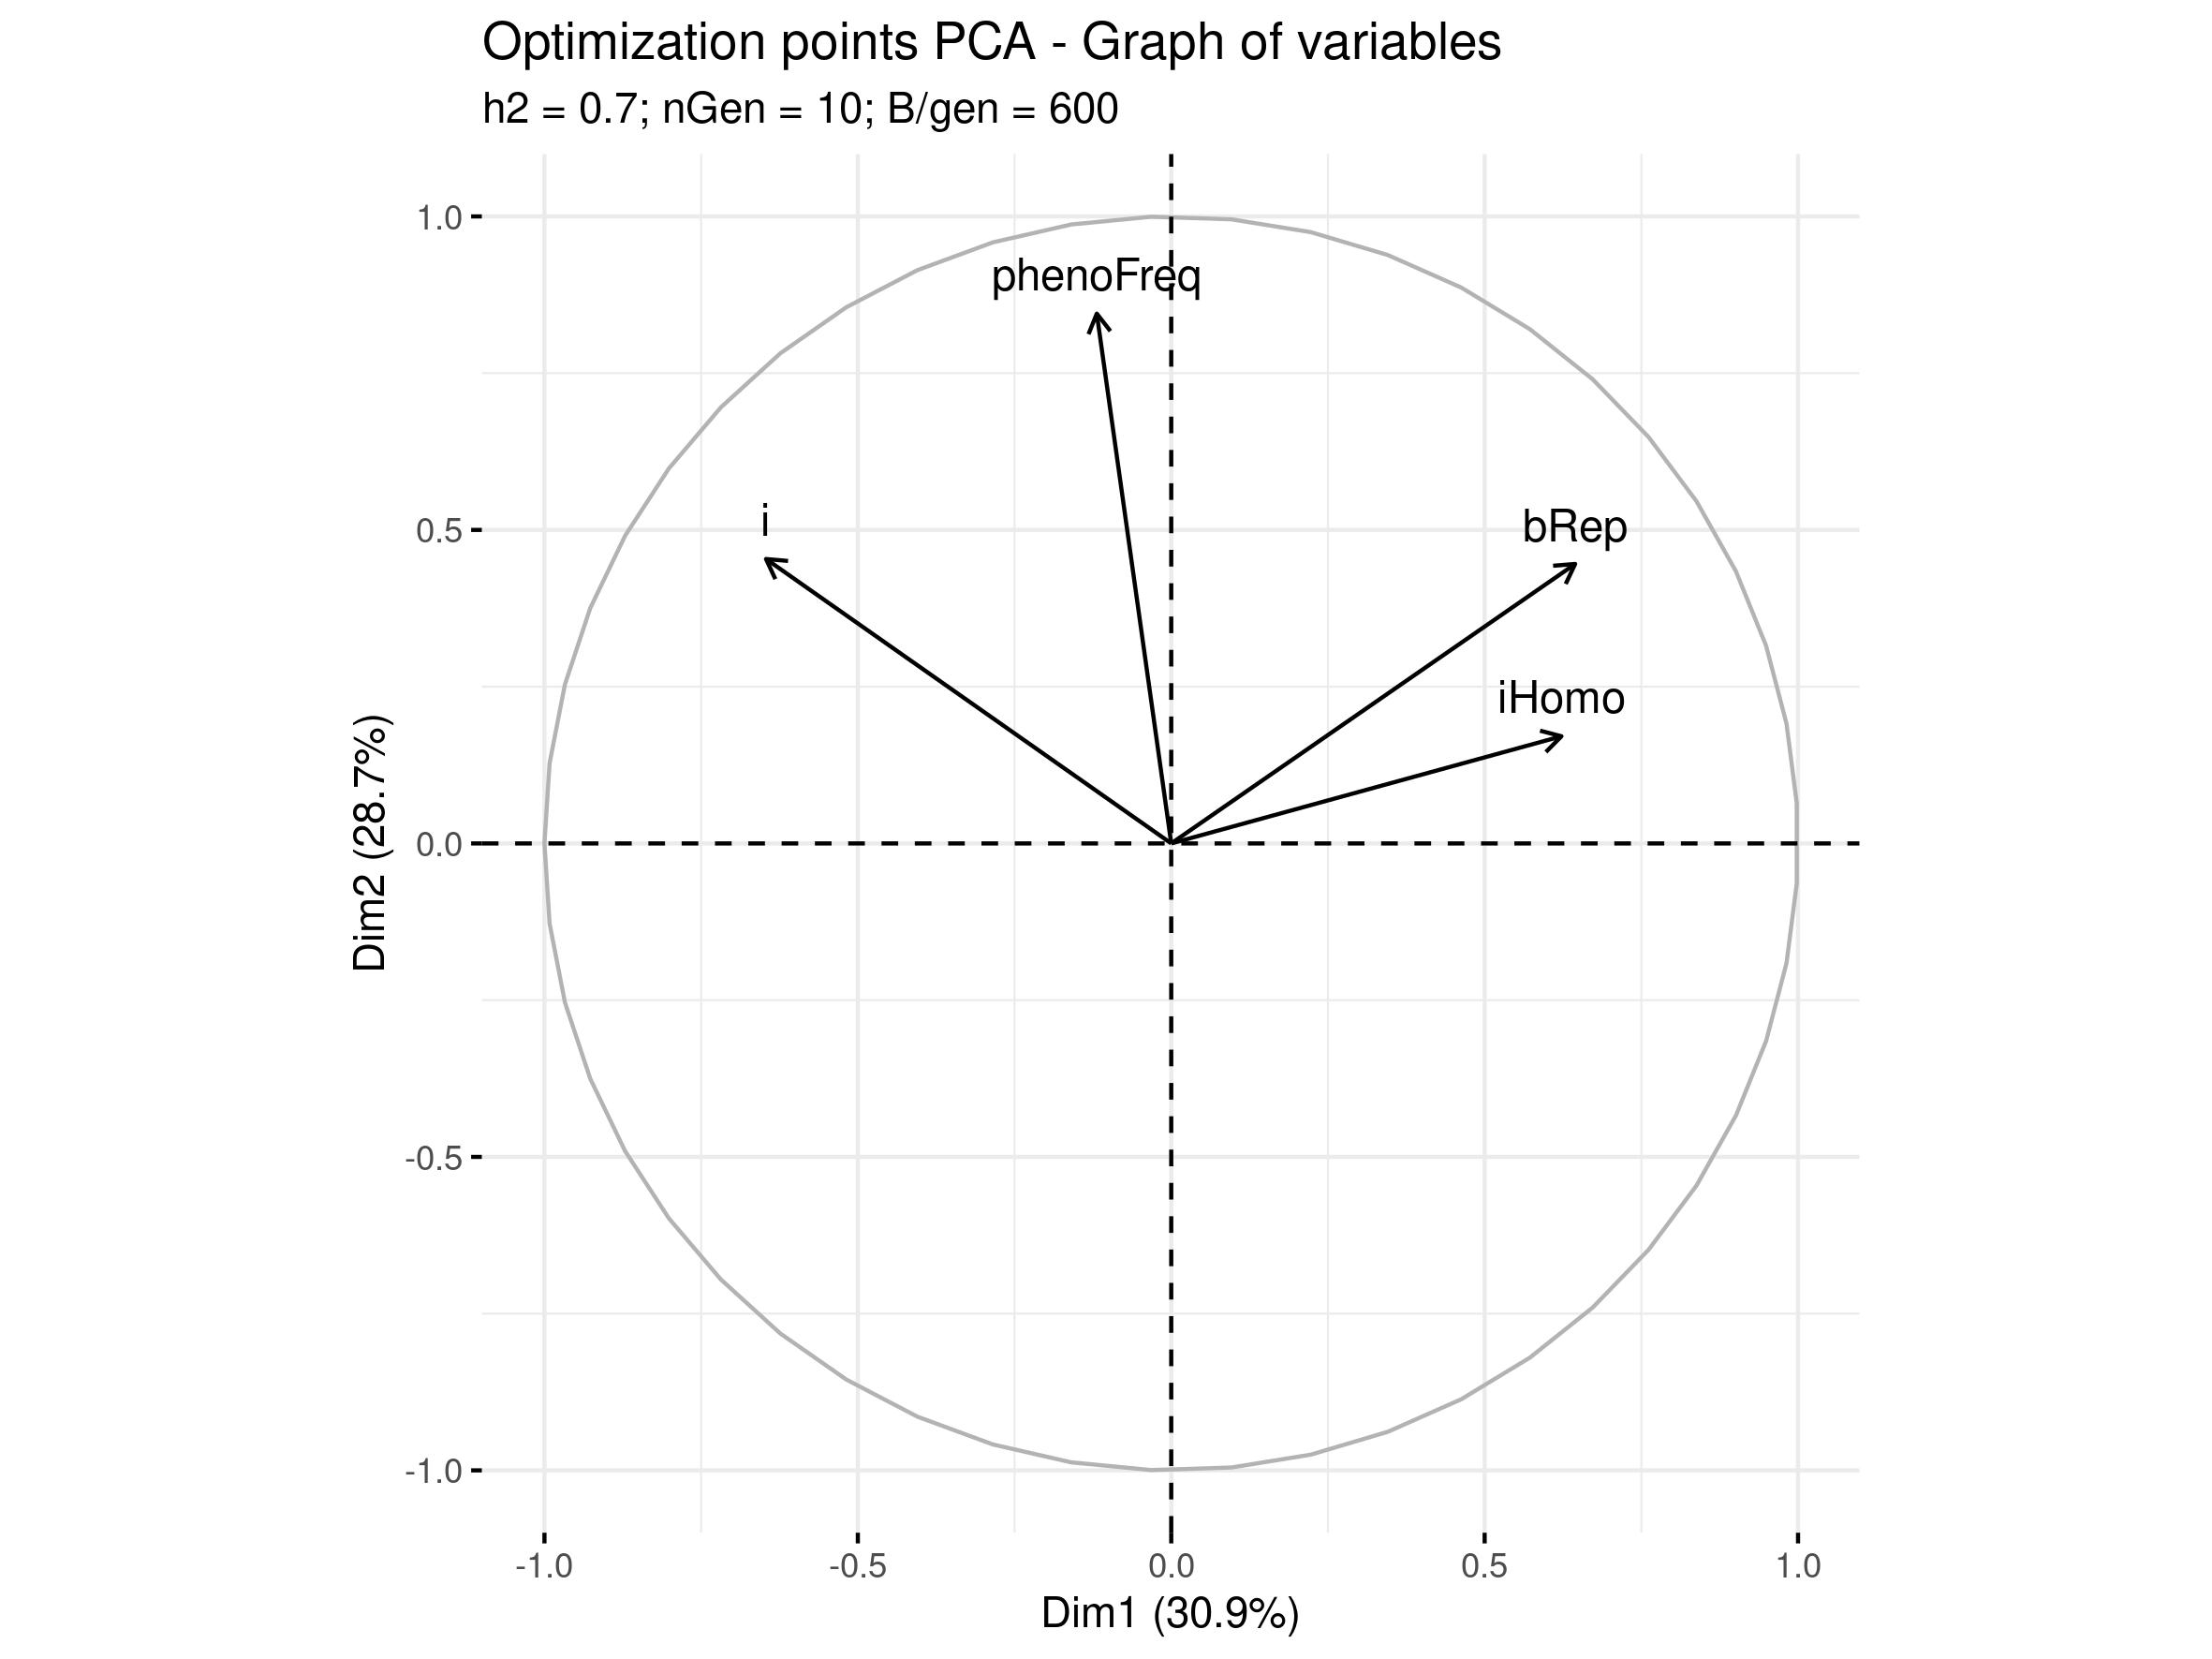 Optimization points PCA - Graph of variables
h2 = 0.7; nGen = 10; B/gen = 600
1.0
0.5
0.0
-0.5
-1.0
Dim2 (28.7%)
phenoFreq
i
bRep
iHomo
-1.0
-0.5
0.0
0.5
1.0
Dim1 (30.9%)